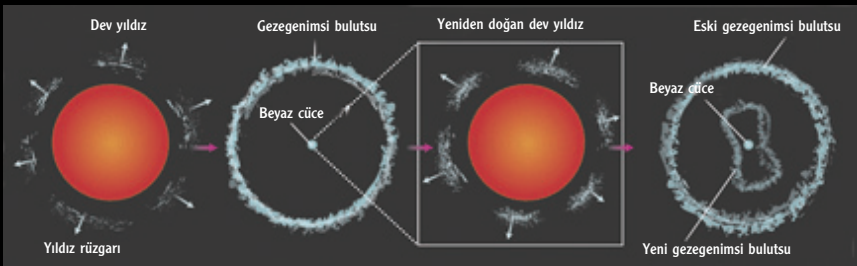 Dev yıldız
Gezegenimsi bulutsu
Yeniden doğan dev yıldız
Eski gezegenimsi bulutsu
Beyaz cüce
Beyaz cüce
Yıldız rüzgarı
Yeni gezegenimsi bulutsu